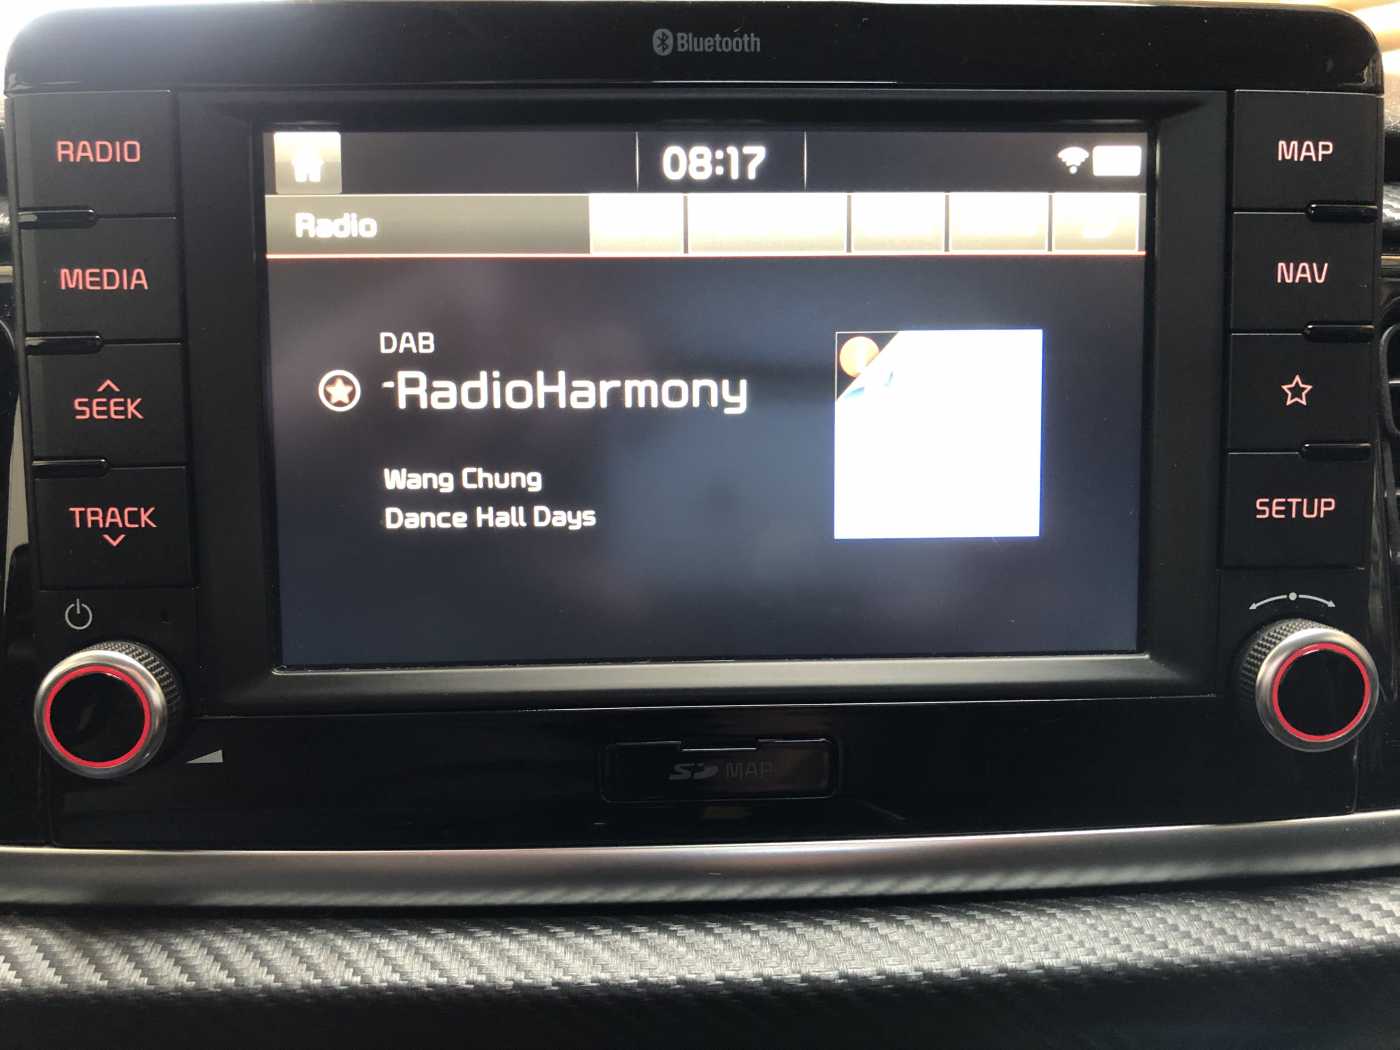 Bluetooth
RADIO
MEDIA
SEEK
TRACK
08:17
Radio
DAB
-RadioHarmony
Wang Chung
Dance Hall Days
MAP
NAV
SETUP
SD MAP